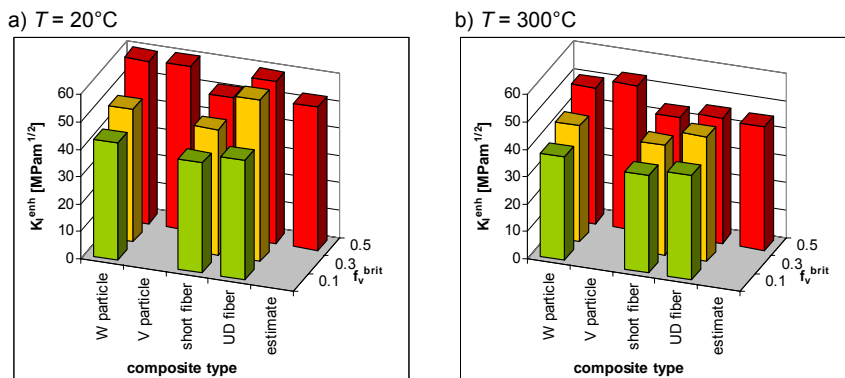 a) T = 20°C
60
50
40
30
20
10
0
K_I^enh [MPam^1/2]
W particle
V particle
short fiber
UD fiber
estimate
0.1
0.3
0.5
f_v^brit
composite type
b) T = 300°C
60
50
40
30
20
10
0
K_I^enh [MPam^1/2]
W particle
V particle
short fiber
UD fiber
estimate
0.1
0.3
0.5
f_v^brit
composite type